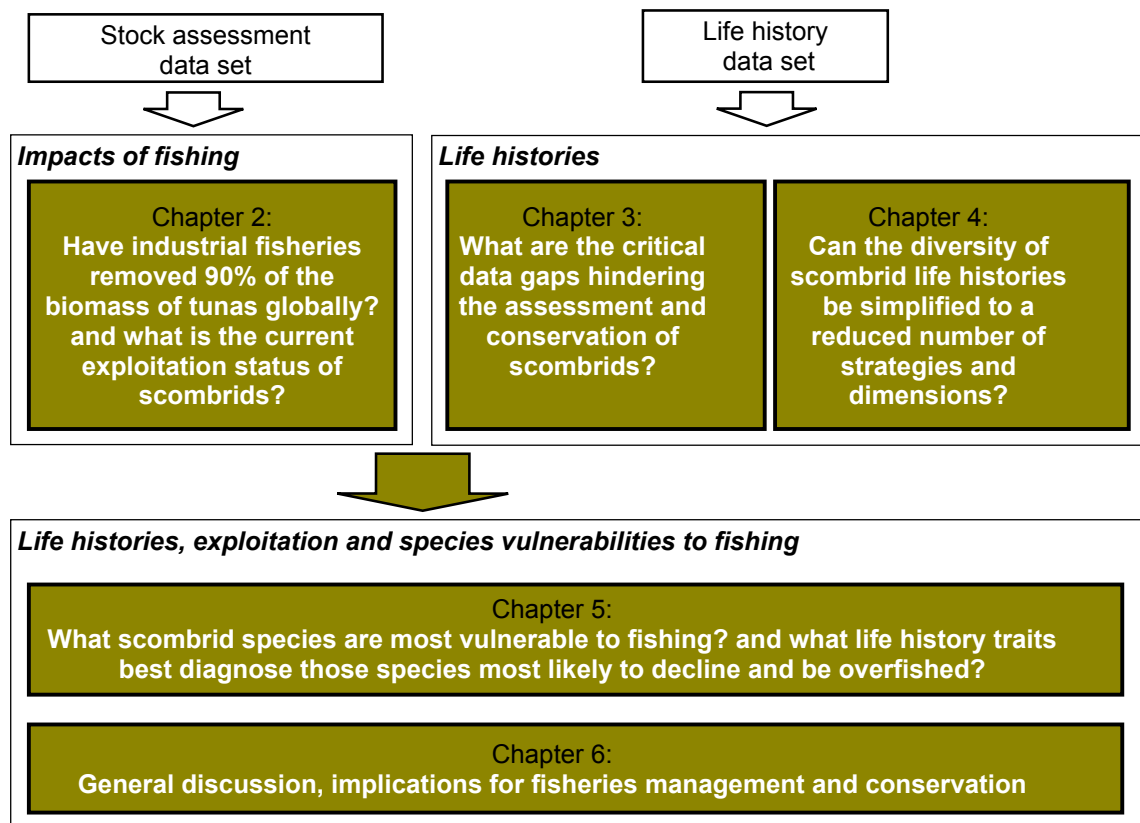 Stock assessment
data set
Life history
data set
Impacts of fishing
Chapter 2:
Have industrial fisheries
removed 90% of the
biomass of tunas globally?
and what is the current
exploitation status of
scombrids?
Life histories
Chapter 3:
What are the critical
data gaps hindering
the assessment and
conservation of
scombrids?
Chapter 4:
Can the diversity of
scombrid life histories
be simplified to a
reduced number of
strategies and
dimensions?
Life histories, exploitation and species vulnerabilities to fishing
Chapter 5:
What scombrid species are most vulnerable to fishing? and what life history traits
best diagnose those species most likely to decline and be overfished?
Chapter 6:
General discussion, implications for fisheries management and conservation